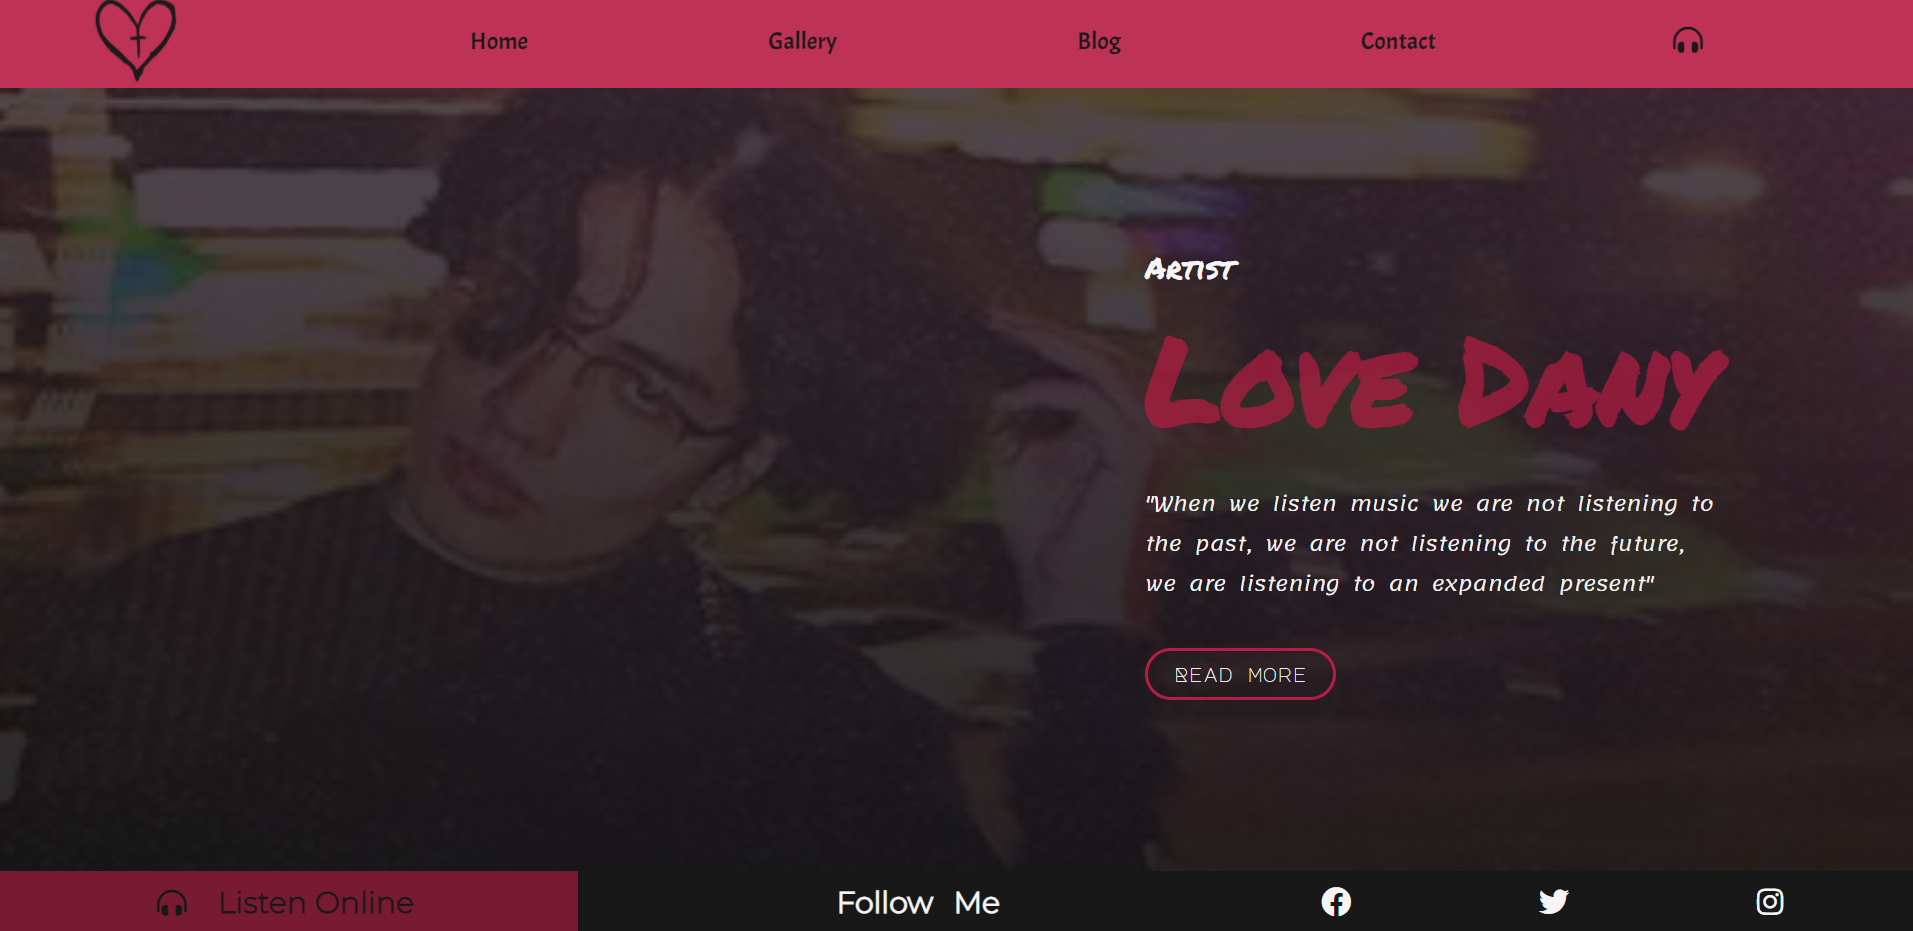 Home
Gallery
Blog
Contact
Artist
Love Dany
"When we listen music we are not listening to
the past, we are not listening to the future,
we are listening to an expanded present"
READ MORE
Listen Online
Follow Me